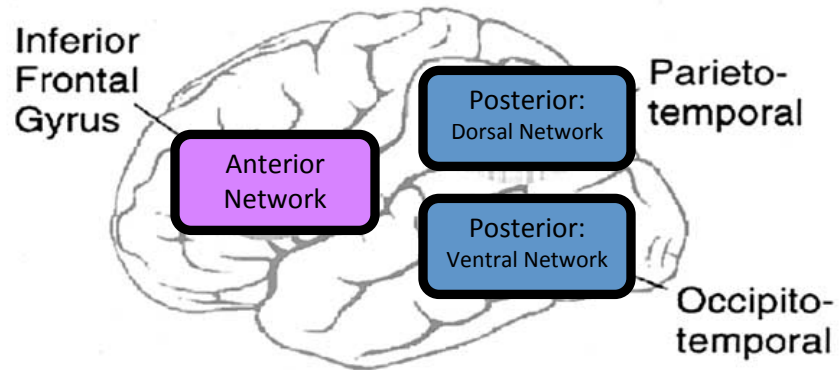 Inferior
Frontal
Gyrus
Anterior
Network
Posterior:
Dorsal Network
Parieto-
temporal
Posterior:
Ventral Network
Occipito-
temporal